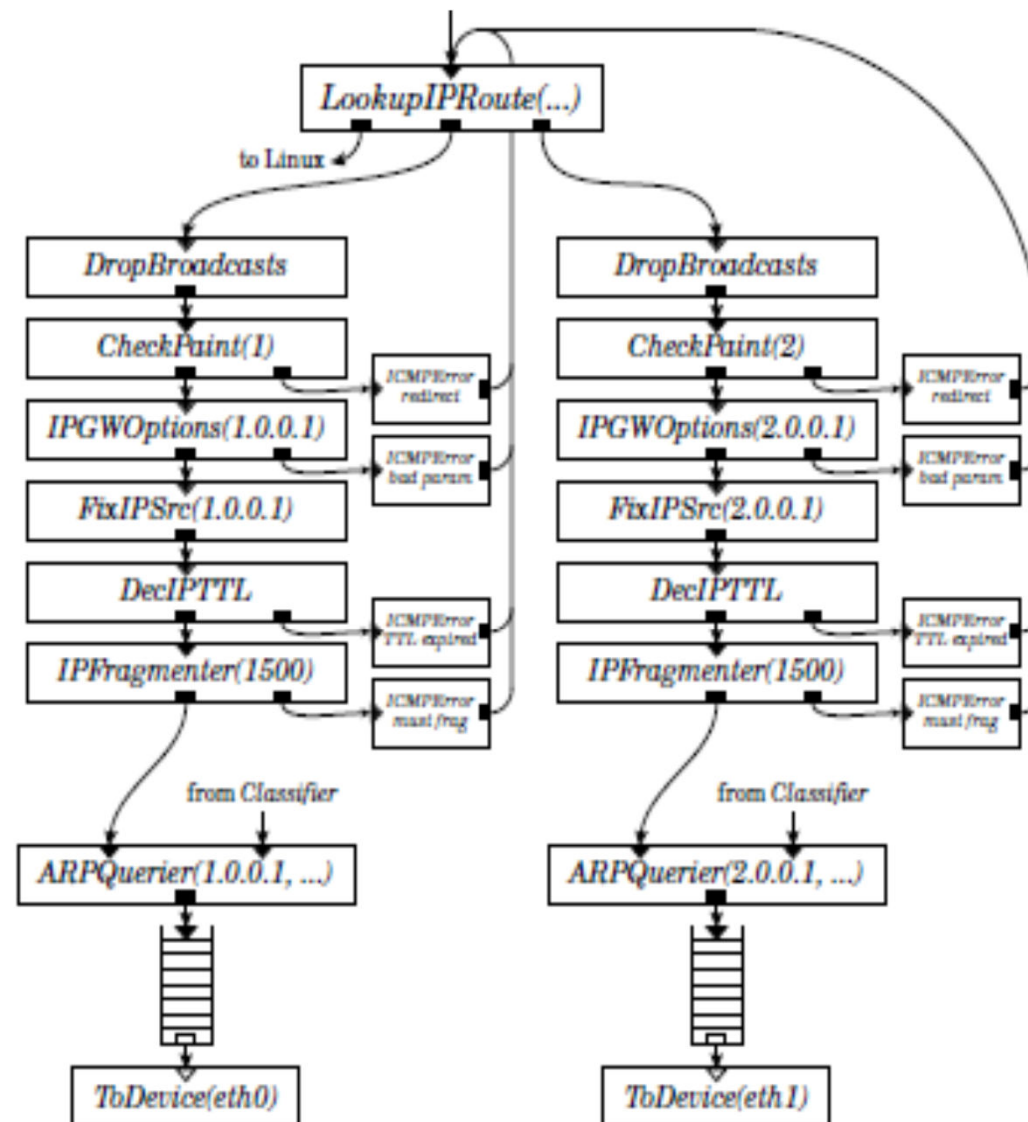 LookupIPRoute(...)
to Linux
DropBroadcasts
CheckPaint(1)
ICMPError
redirect
IPGWOptions(1.0.0.1)
ICMPError
bad param
FixIPSrc(1.0.0.1)
DecIPTTL
ICMPError
TTL expired
IPFragmenter(1500)
ICMPError
must frag
from Classifier
ARPQuerier(1.0.0.1, ...)
ToDevice(eth0)
DropBroadcasts
CheckPaint(2)
ICMPError
redirect
IPGWOptions(2.0.0.1)
ICMPError
bad param
FixIPSrc(2.0.0.1)
DecIPTTL
ICMPError
TTL expired
IPFragmenter(1500)
ICMPError
must frag
from Classifier
ARPQuerier(2.0.0.1, ...)
ToDevice(eth1)